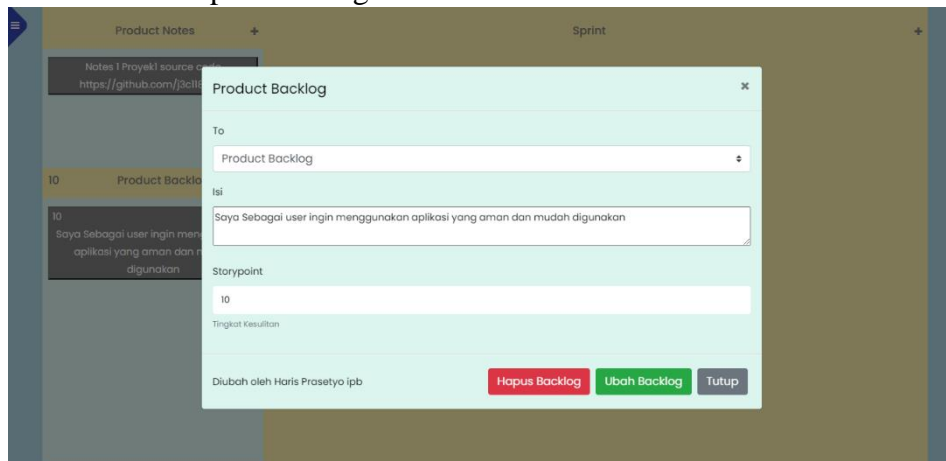 Product Notes +
Sprint +
Notes 1 Proyek1 source code
https://github.com/j3c118
Product Backlog ×
To
Product Backlog
10 Product Backlo
Isi
Saya Sebagai user ingin menggunakan aplikasi yang aman dan mudah digunakan
10
Saya Sebagai user ingin men
aplikasi yang aman dan m
digunakan
Storypoint
10
Tingkat Kesulitan
Diubah oleh Haris Prasetyo ipb
Hapus Backlog
Ubah Backlog
Tutup